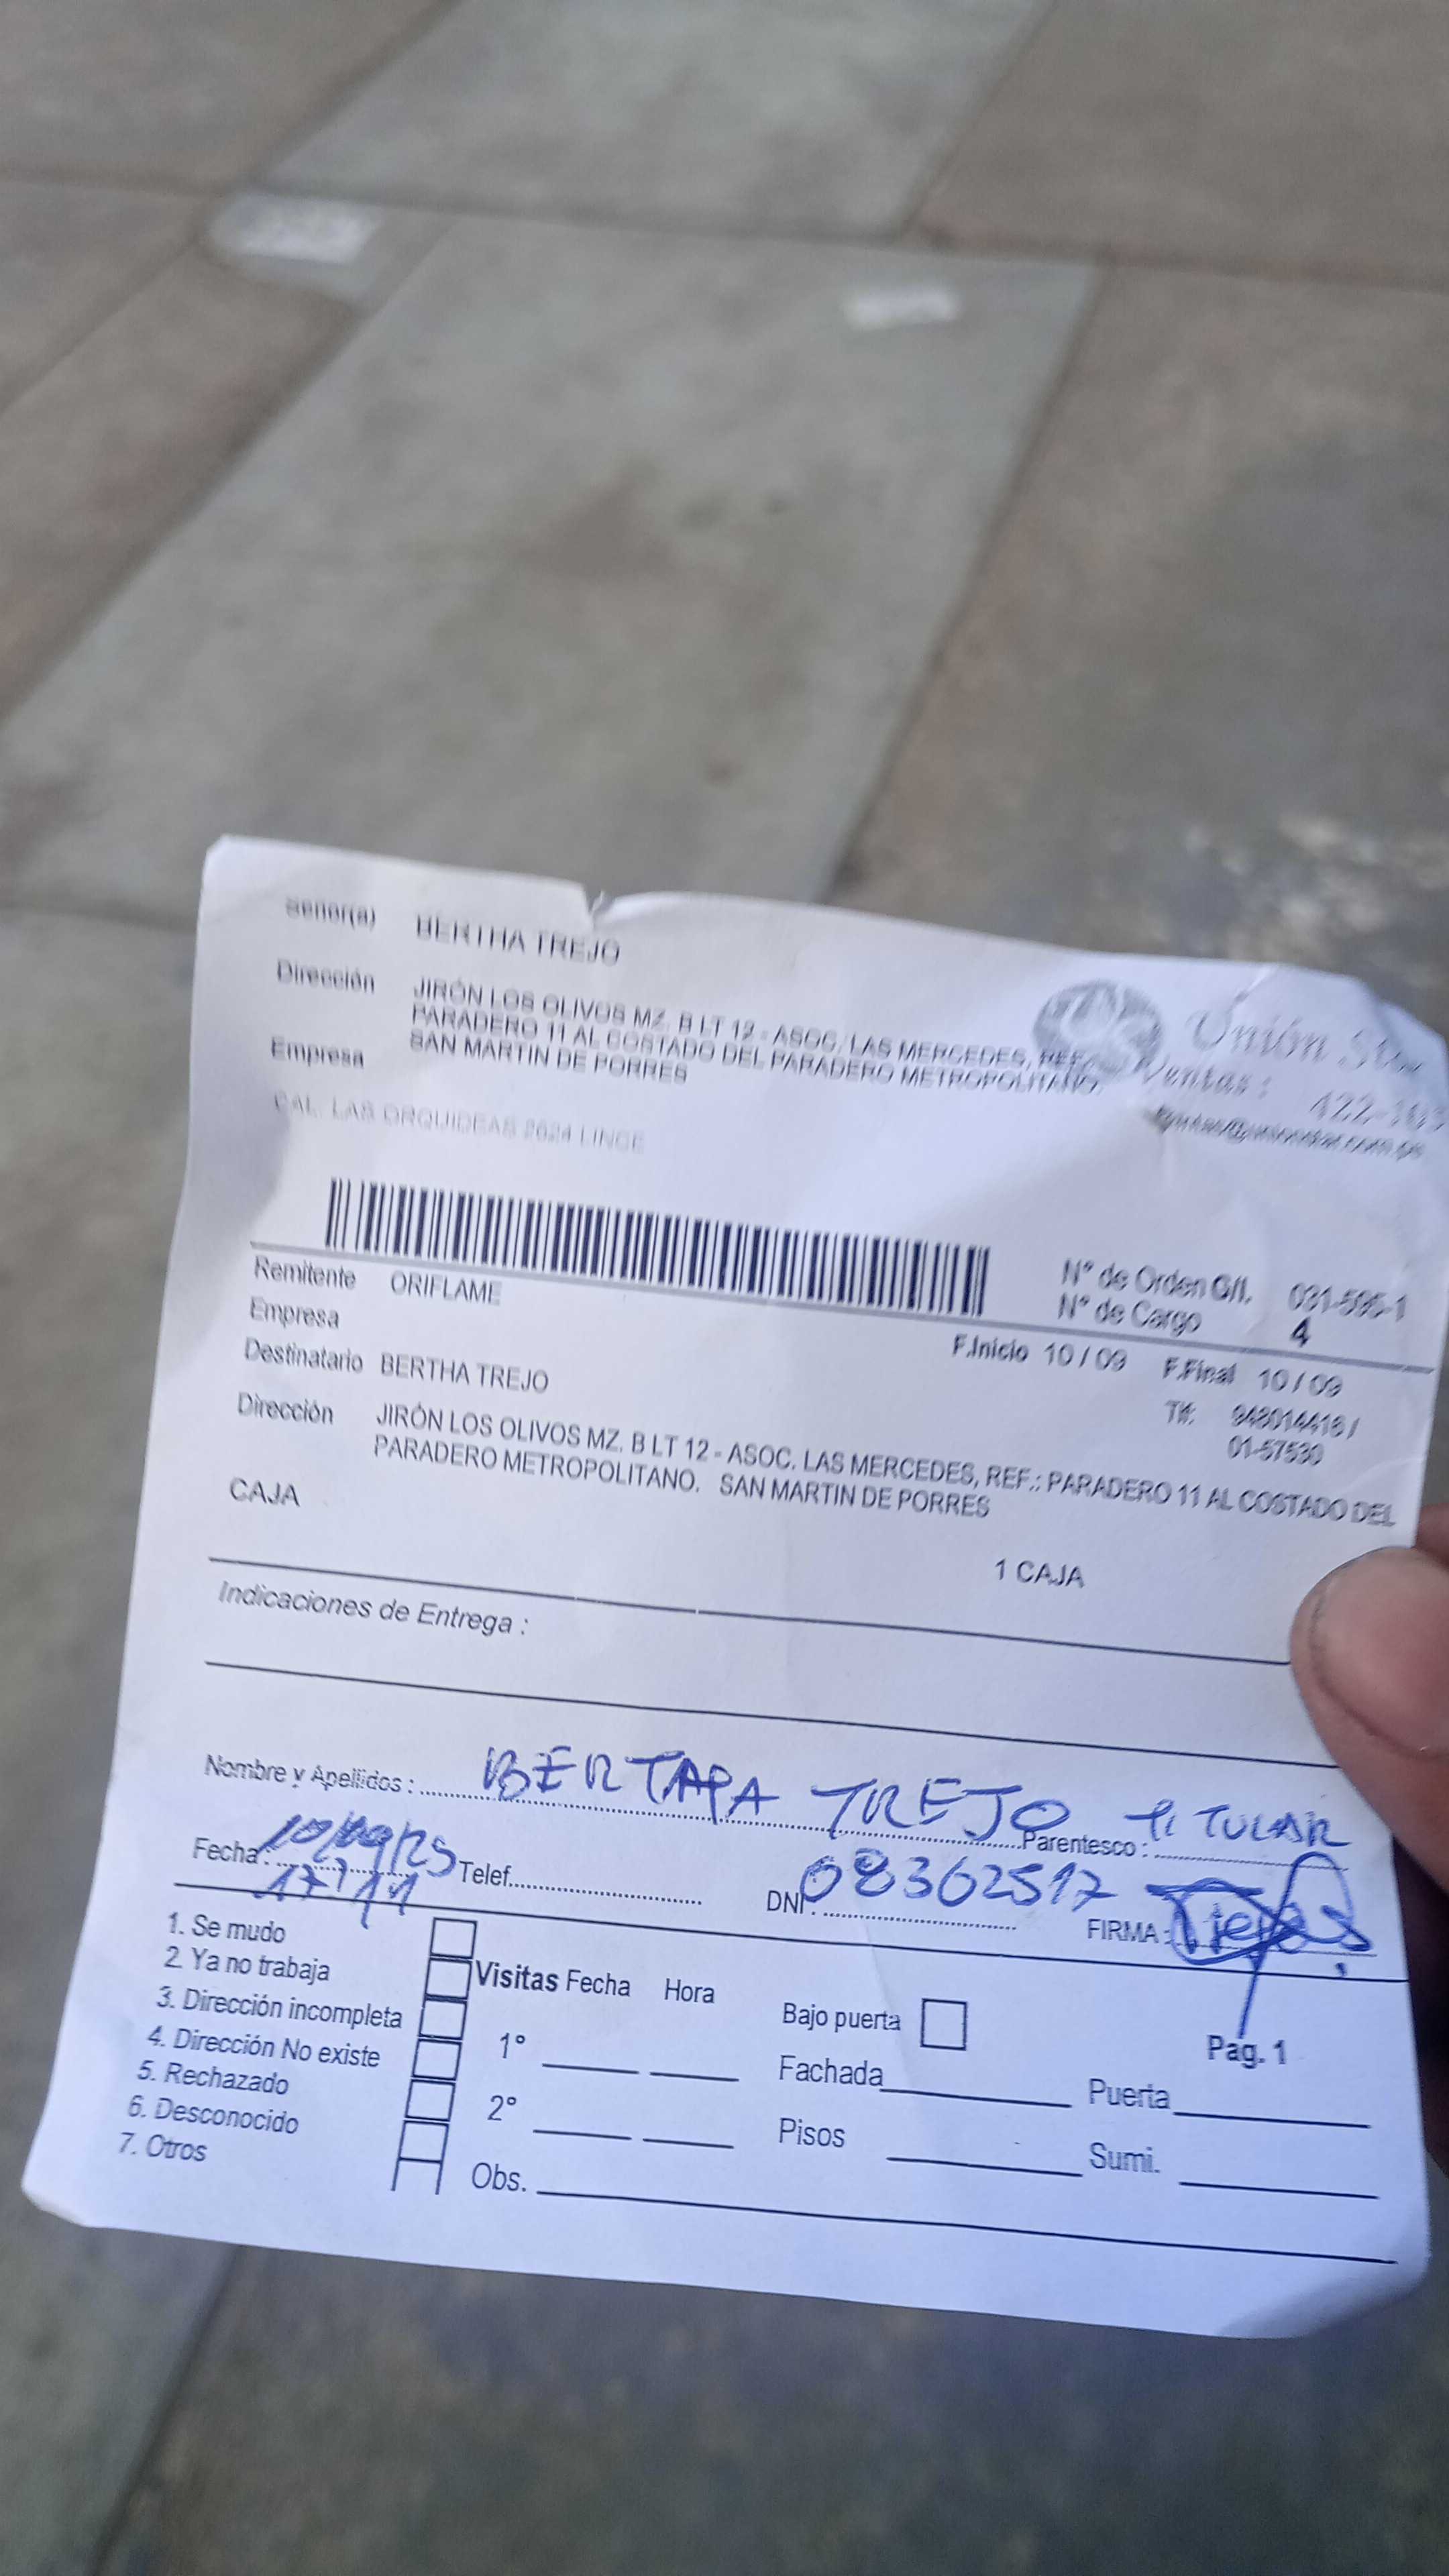 Señor(a) BERTHA TREJO
Dirección JIRÓN LOS OLIVOS MZ. B LT 12 - ASOC. LAS MERCEDES, REF.:
PARADERO 11 AL COSTADO DEL PARADERO METROPOLITANO.
SAN MARTIN DE PORRES
Empresa
CAL. LAS ORQUIDEAS 2624 LINCE
Unión
Ventas :
Remitente ORIFLAME
Empresa
Nº de Orden G/I. 031-595-1
Nº de Cargo 4
F.Inicio 10 / 09 F.Final 10 / 09
Destinatario BERTHA TREJO
Tlf: 948014416 /
01-57530
Dirección JIRÓN LOS OLIVOS MZ. B LT 12 - ASOC. LAS MERCEDES, REF.: PARADERO 11 AL COSTADO DEL
PARADERO METROPOLITANO. SAN MARTIN DE PORRES
CAJA
1 CAJA
Indicaciones de Entrega :
Nombre y Apellidos : BERTAPA TREJO Parentesco : TITULAR
Fecha : 10/09/25 Telef. DNI : 08362517 FIRMA :
1. Se mudo
2. Ya no trabaja
3. Dirección incompleta
4. Dirección No existe
5. Rechazado
6. Desconocido
7. Otros
Visitas Fecha Hora
1°
2°
Obs.
Bajo puerta
Fachada
Pisos
Pag. 1
Puerta
Sumi.